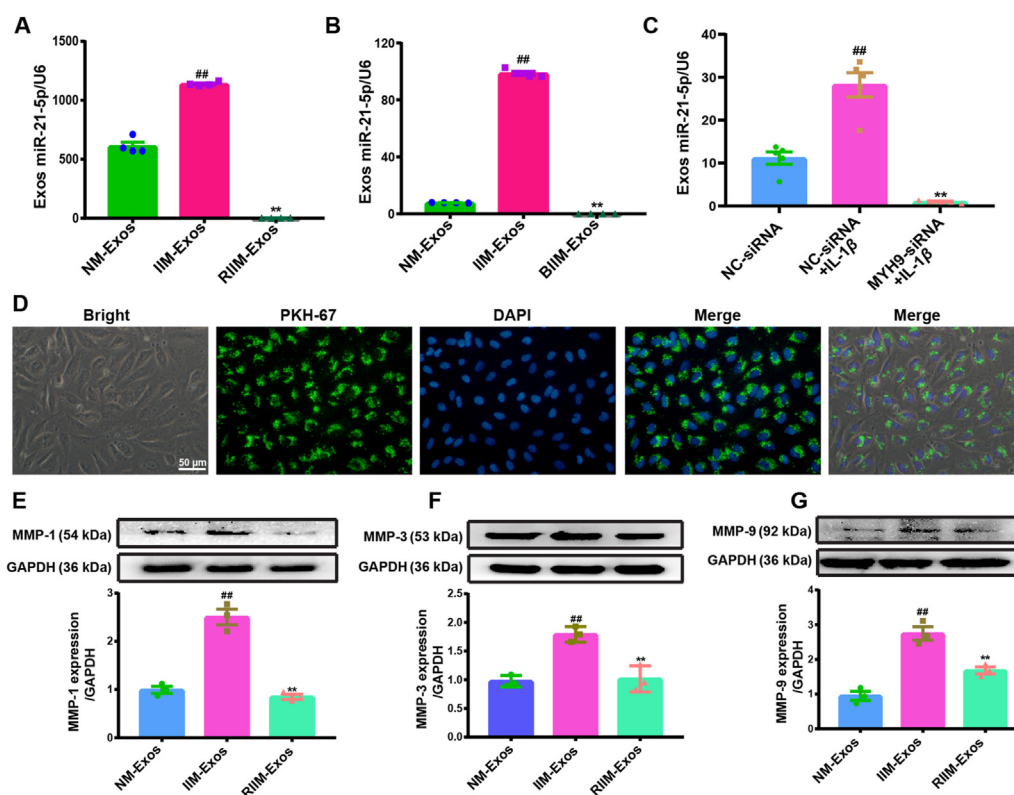 A
Exos miR-21-5p/U6
1500
1000
500
0
##
**
NM-Exos
IIM-Exos
RIIM-Exos
B
Exos miR-21-5p/U6
120
80
40
0
##
**
NM-Exos
IIM-Exos
BIIM-Exos
C
Exos miR-21-5p/U6
40
30
20
10
0
##
**
NC-siRNA
NC-siRNA
+IL-1β
MYH9-siRNA
+IL-1β
D
Bright
PKH-67
DAPI
Merge
Merge
50 μm
E
MMP-1 (54 kDa)
GAPDH (36 kDa)
MMP-1 expression
/GAPDH
3
2
1
0
##
**
NM-Exos
IIM-Exos
RIIM-Exos
F
MMP-3 (53 kDa)
GAPDH (36 kDa)
MMP-3 expression
/GAPDH
2.5
2.0
1.5
1.0
0.5
0.0
##
**
NM-Exos
IIM-Exos
RIIM-Exos
G
MMP-9 (92 kDa)
GAPDH (36 kDa)
MMP-9 expression
/GAPDH
4
3
2
1
0
##
**
NM-Exos
IIM-Exos
RIIM-Exos